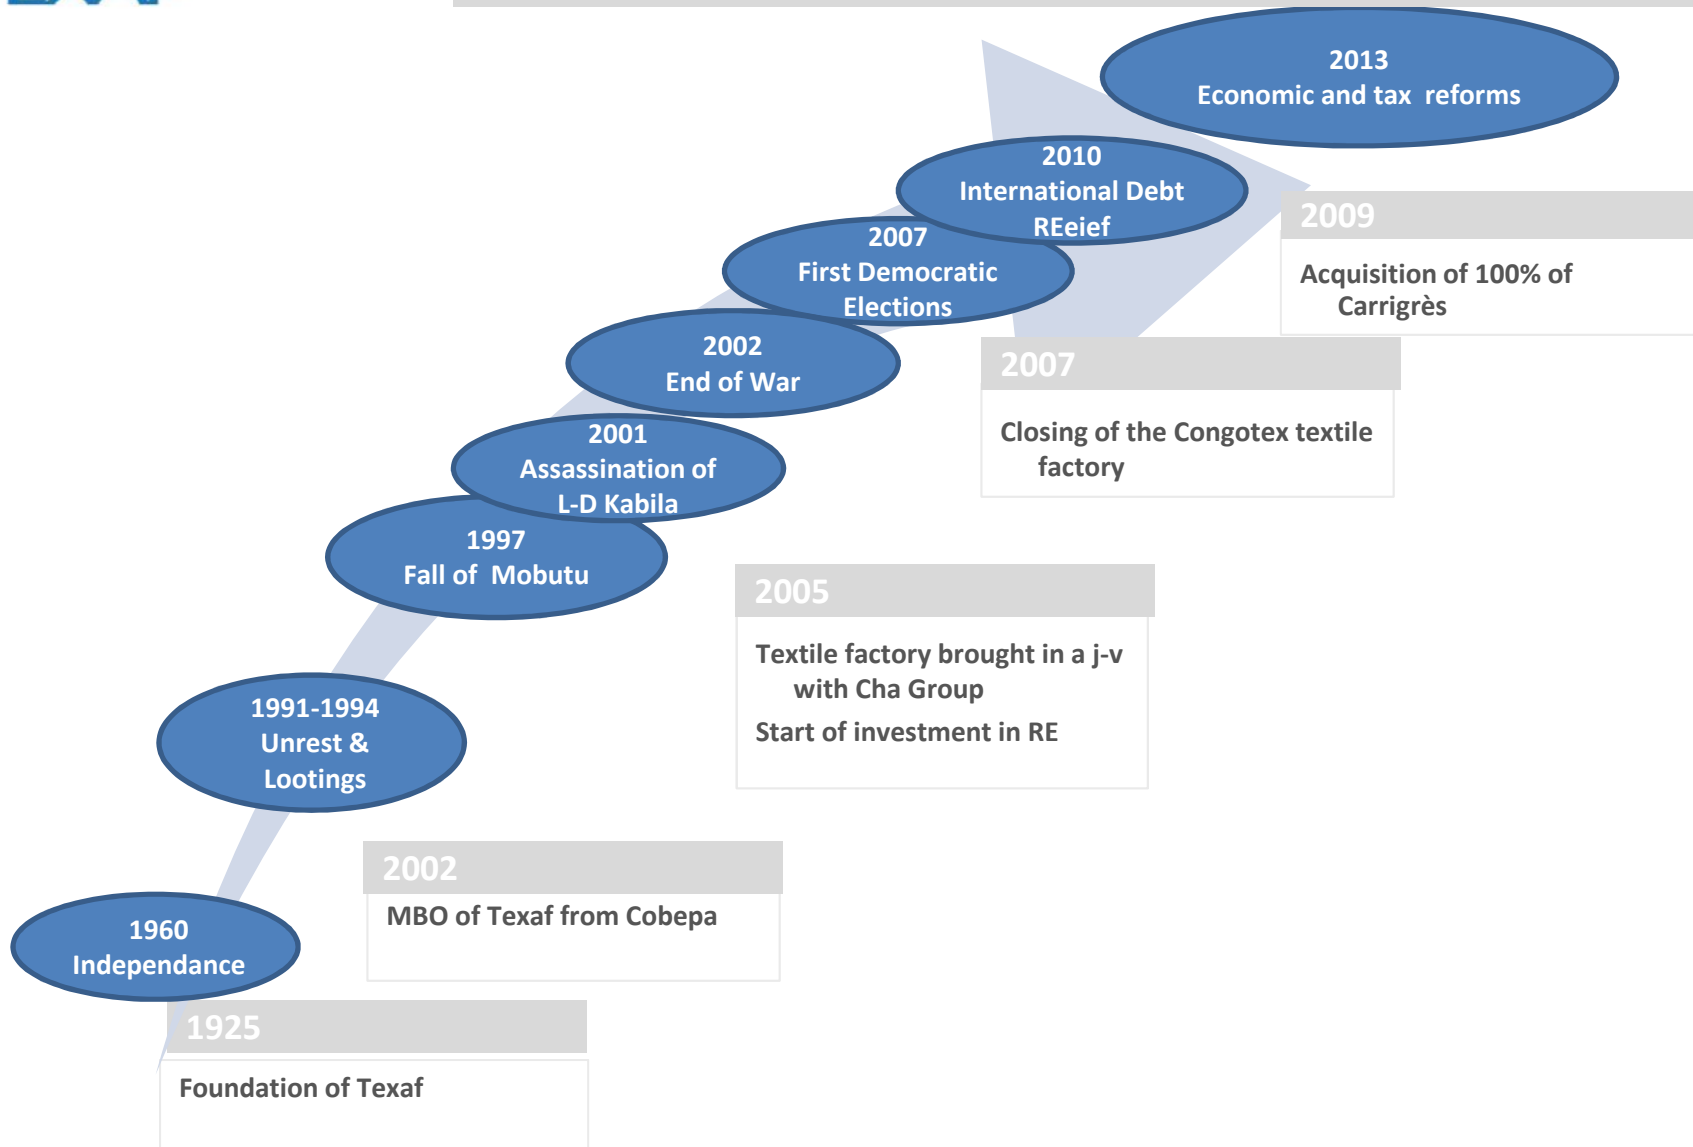 2013
Economic and tax  reforms
2010
International Debt
REeief
2009
Acquisition of 100% of
Carrigrès
2007
First Democratic
Elections
2002
End of War
2007
Closing of the Congotex textile
factory
2001
Assassination of
L-D Kabila
1997
Fall of  Mobutu
2005
Textile factory brought in a j-v
with Cha Group
Start of investment in RE
1991-1994
Unrest &
Lootings
2002
MBO of Texaf from Cobepa
1960
Independance
1925
Foundation of Texaf